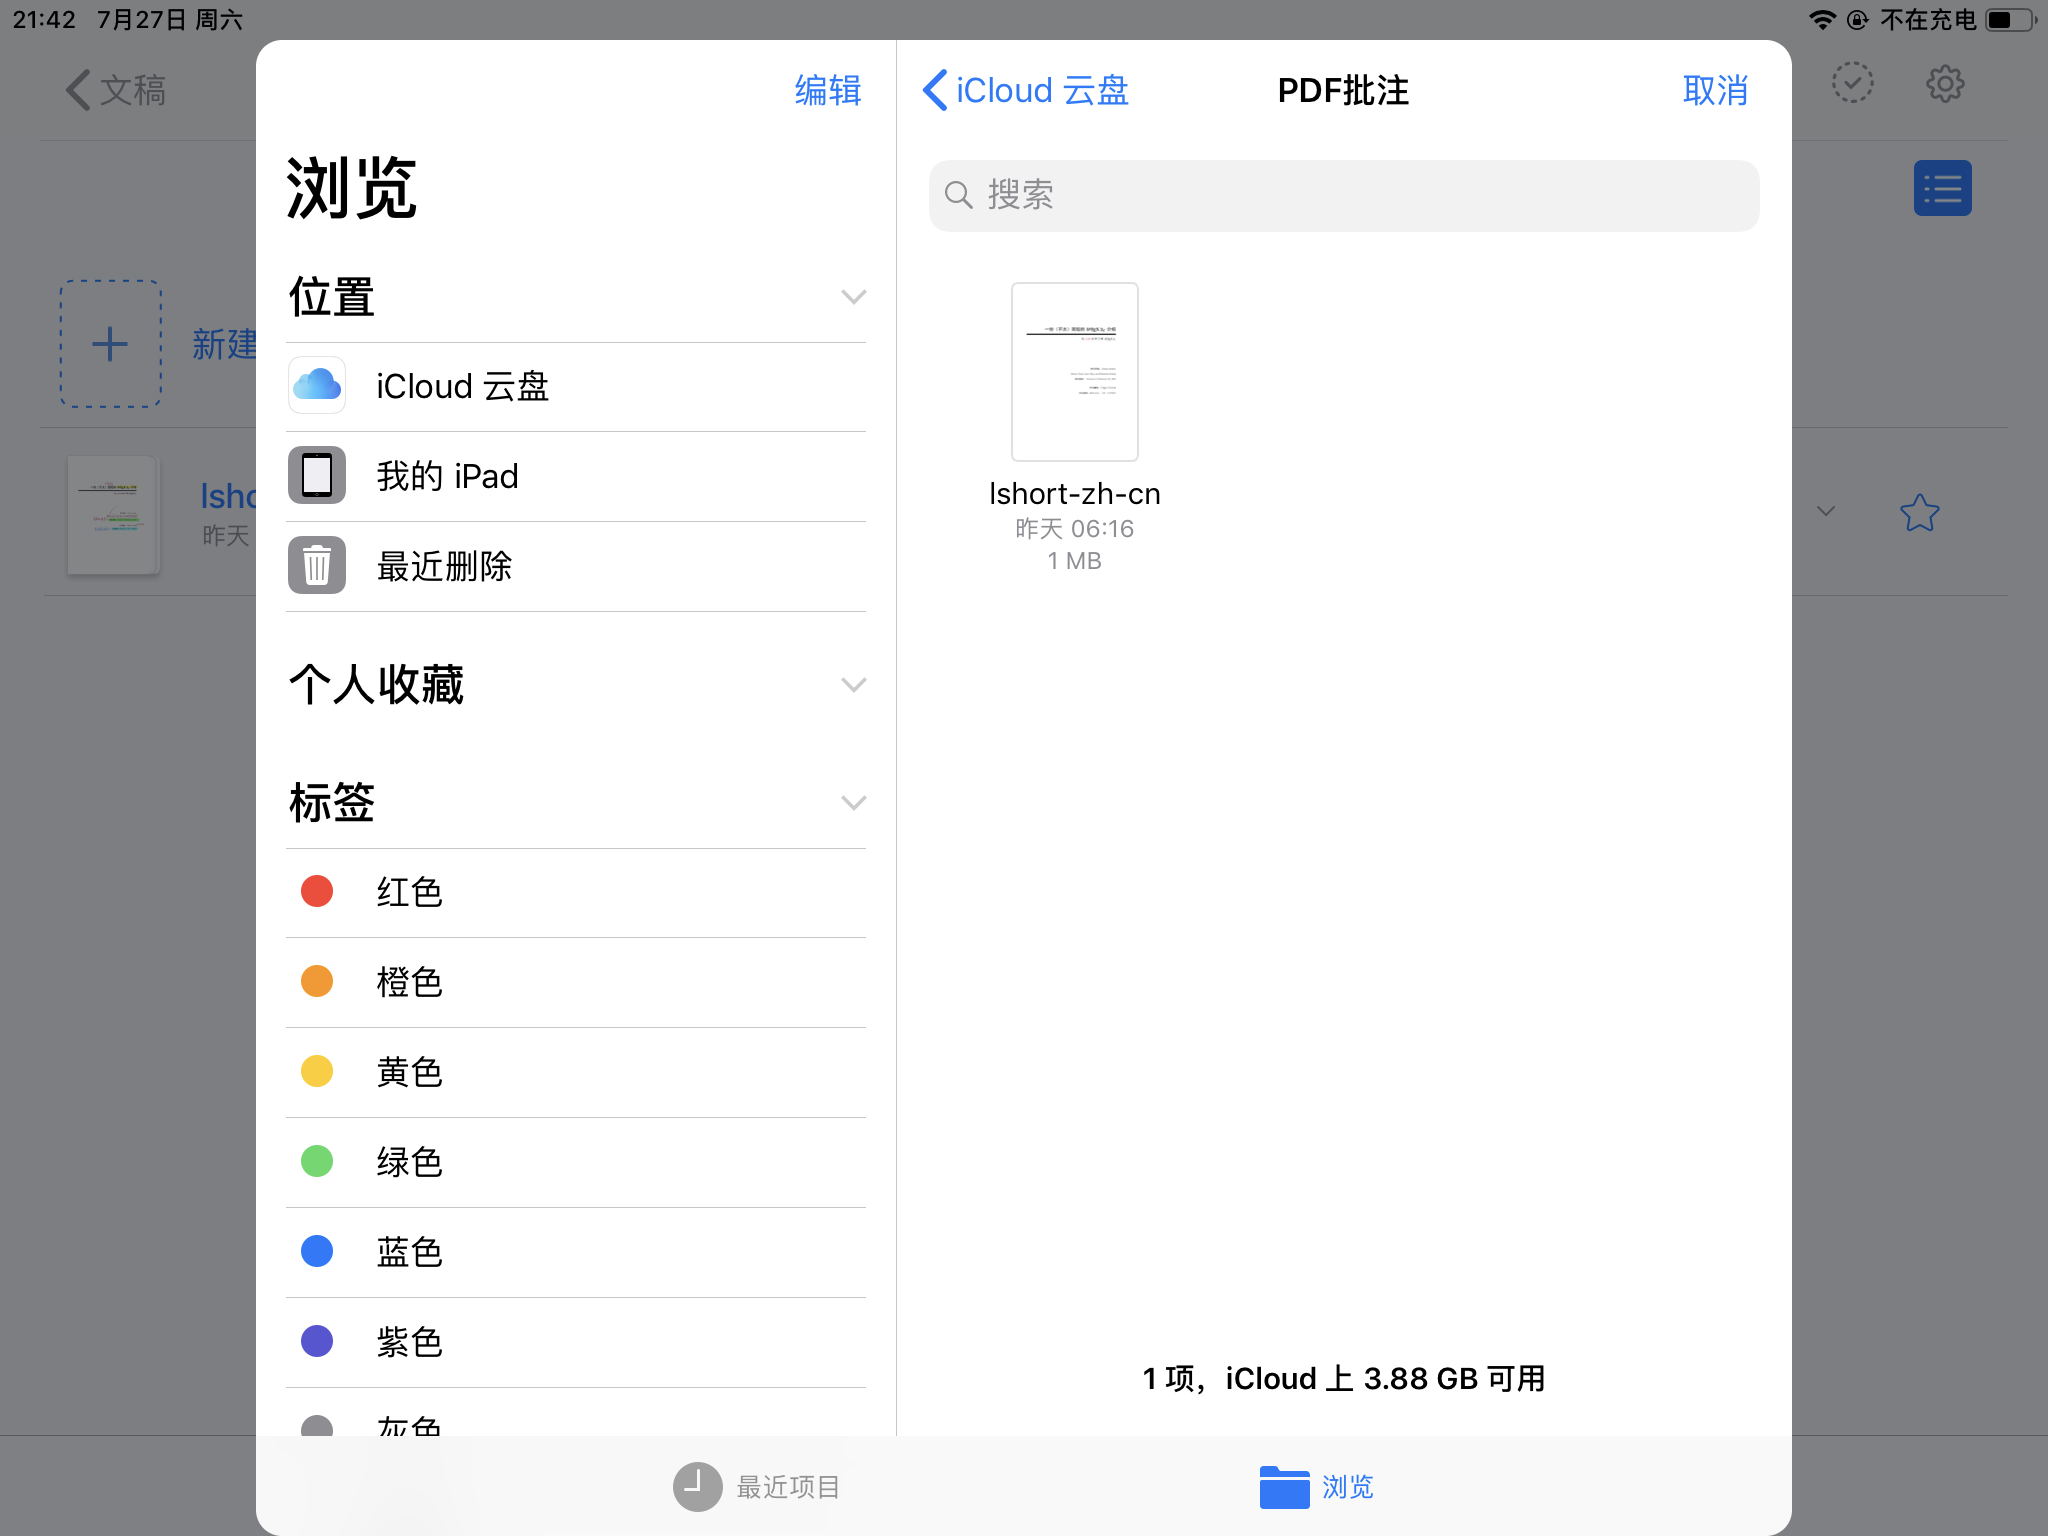 21:42 7月27日 周六
不在充电
文稿
新建
lsho
昨天
编辑
浏览
位置
iCloud 云盘
我的 iPad
最近删除
个人收藏
标签
红色
橙色
黄色
绿色
蓝色
紫色
灰色
iCloud 云盘
PDF批注
取消
搜索
lshort-zh-cn
昨天 06:16
1 MB
1 项，iCloud 上 3.88 GB 可用
最近项目
浏览